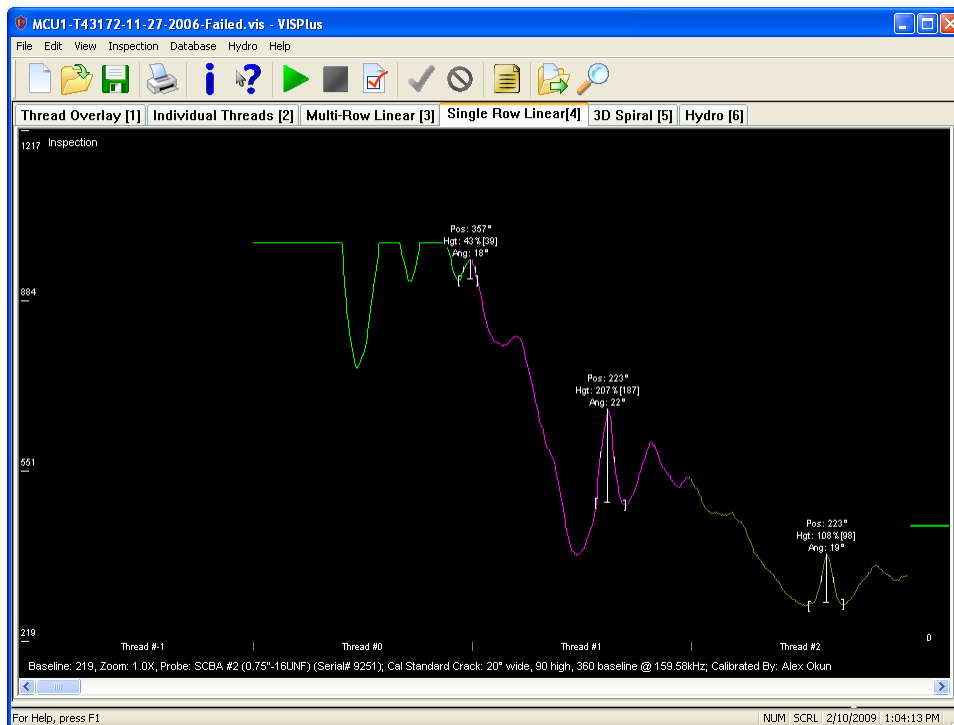 MCU1-T43172-11-27-2006-Failed.vis - VISPlus
File Edit View Inspection Database Hydro Help
Thread Overlay [1] Individual Threads [2] Multi-Row Linear [3] Single Row Linear[4] 3D Spiral [5] Hydro [6]
1217 Inspection
Pos: 357°
Hgt: 43%[39]
Ang: 18°
884
Pos: 223°
Hgt: 207%[187]
Ang: 22°
551
Pos: 223°
Hgt: 108%[98]
Ang: 19°
219
0
Thread #-1 Thread #0 Thread #1 Thread #2
Baseline: 219, Zoom: 1.0X, Probe: SCBA #2 (0.75"-16UNF) (Serial# 9251); Cal Standard Crack: 20° wide, 90 high, 360 baseline @ 159.58kHz; Calibrated By: Alex Okun
For Help, press F1
NUM SCRL 2/10/2009 1:04:13 PM